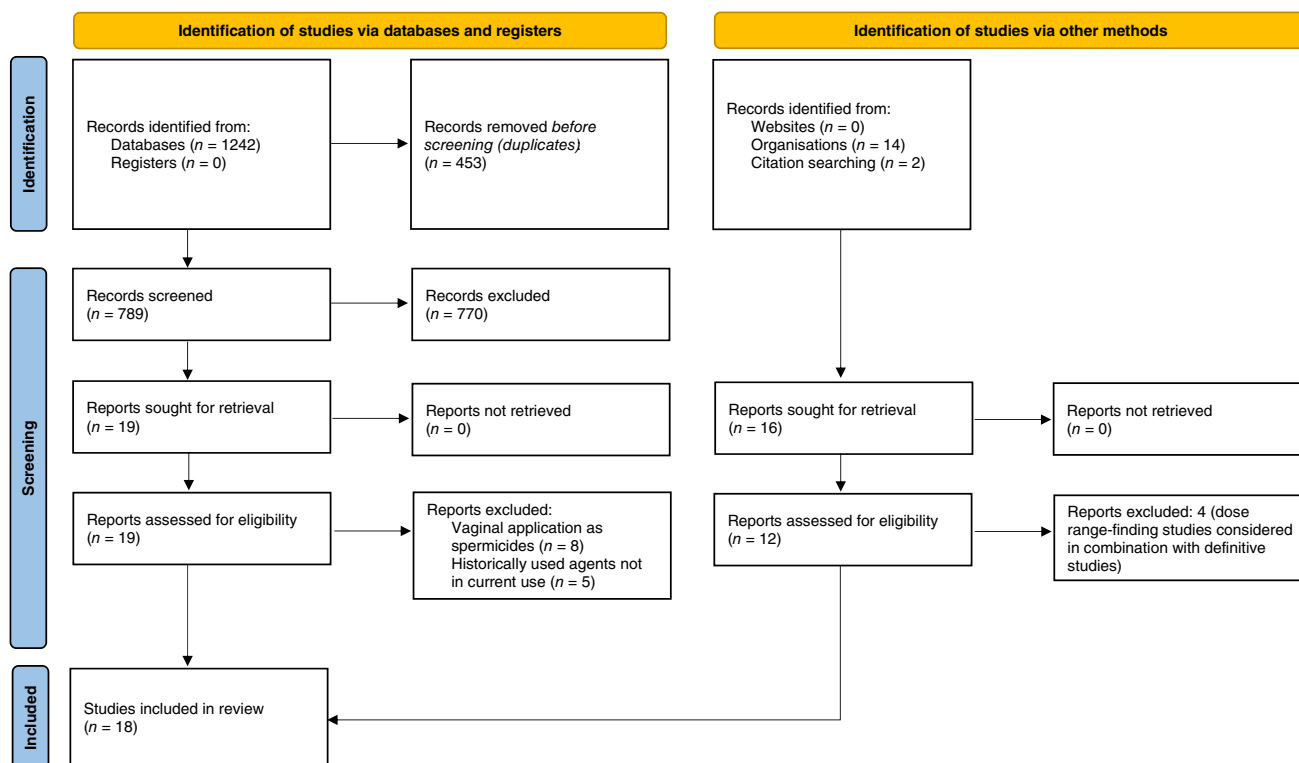 Identification of studies via databases and registers
Identification of studies via other methods
Identification
Records identified from:
Databases (n = 1242)
Registers (n = 0)
Records removed before
screening (duplicates)
(n = 453)
Records identified from:
Websites (n = 0)
Organisations (n = 14)
Citation searching (n = 2)
Screening
Records screened
(n = 789)
Records excluded
(n = 770)
Reports sought for retrieval
(n = 19)
Reports not retrieved
(n = 0)
Reports sought for retrieval
(n = 16)
Reports not retrieved
(n = 0)
Reports assessed for eligibility
(n = 19)
Reports excluded:
Vaginal application as
spermicides (n = 8)
Historically used agents not
in current use (n = 5)
Reports assessed for eligibility
(n = 12)
Reports excluded: 4 (dose
range-finding studies considered
in combination with definitive
studies)
Included
Studies included in review
(n = 18)